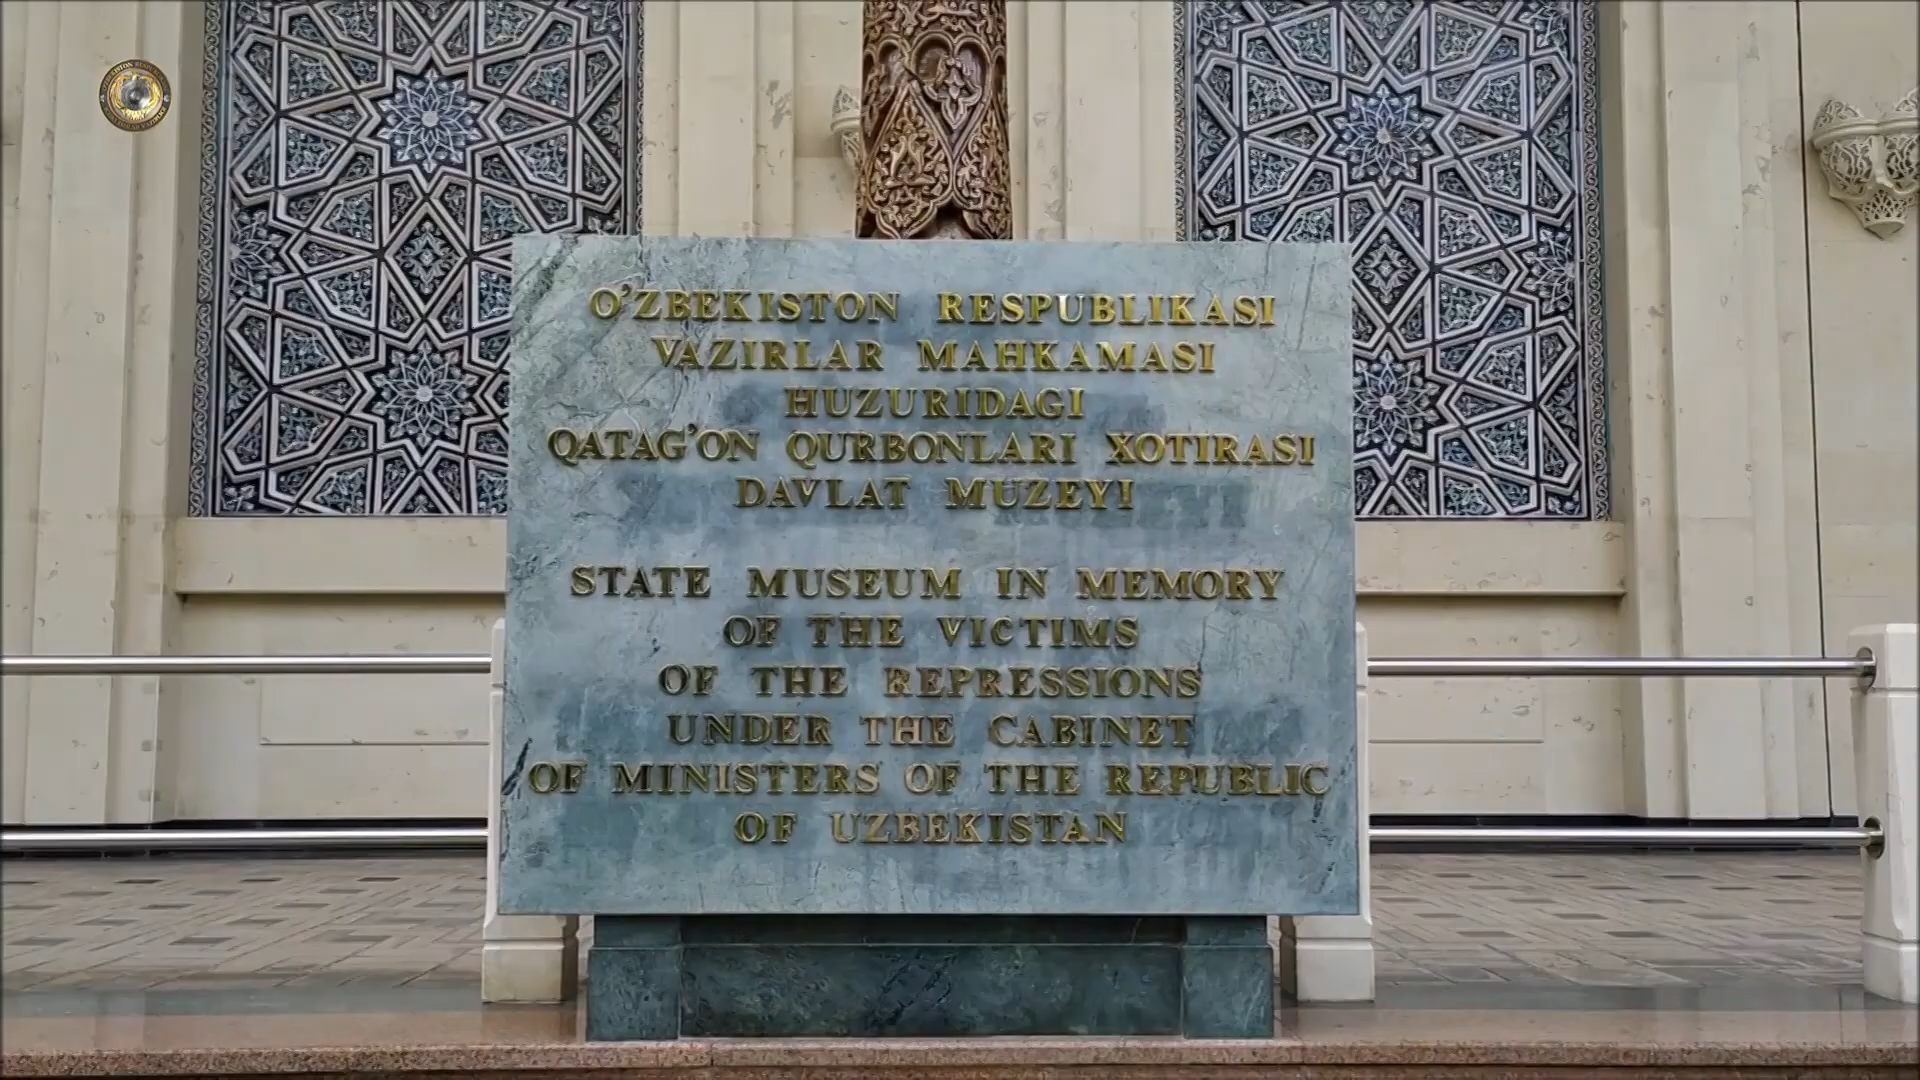 O'ZBEKISTON RESPUBLIKASI
VAZIRLAR MAHKAMASI
HUZURIDAGI
QATAG'ON QURBONLARI XOTIRASI
DAVLAT MUZEYI
STATE MUSEUM IN MEMORY
OF THE VICTIMS
OF THE REPRESSIONS
UNDER THE CABINET
OF MINISTERS OF THE REPUBLIC
OF UZBEKISTAN